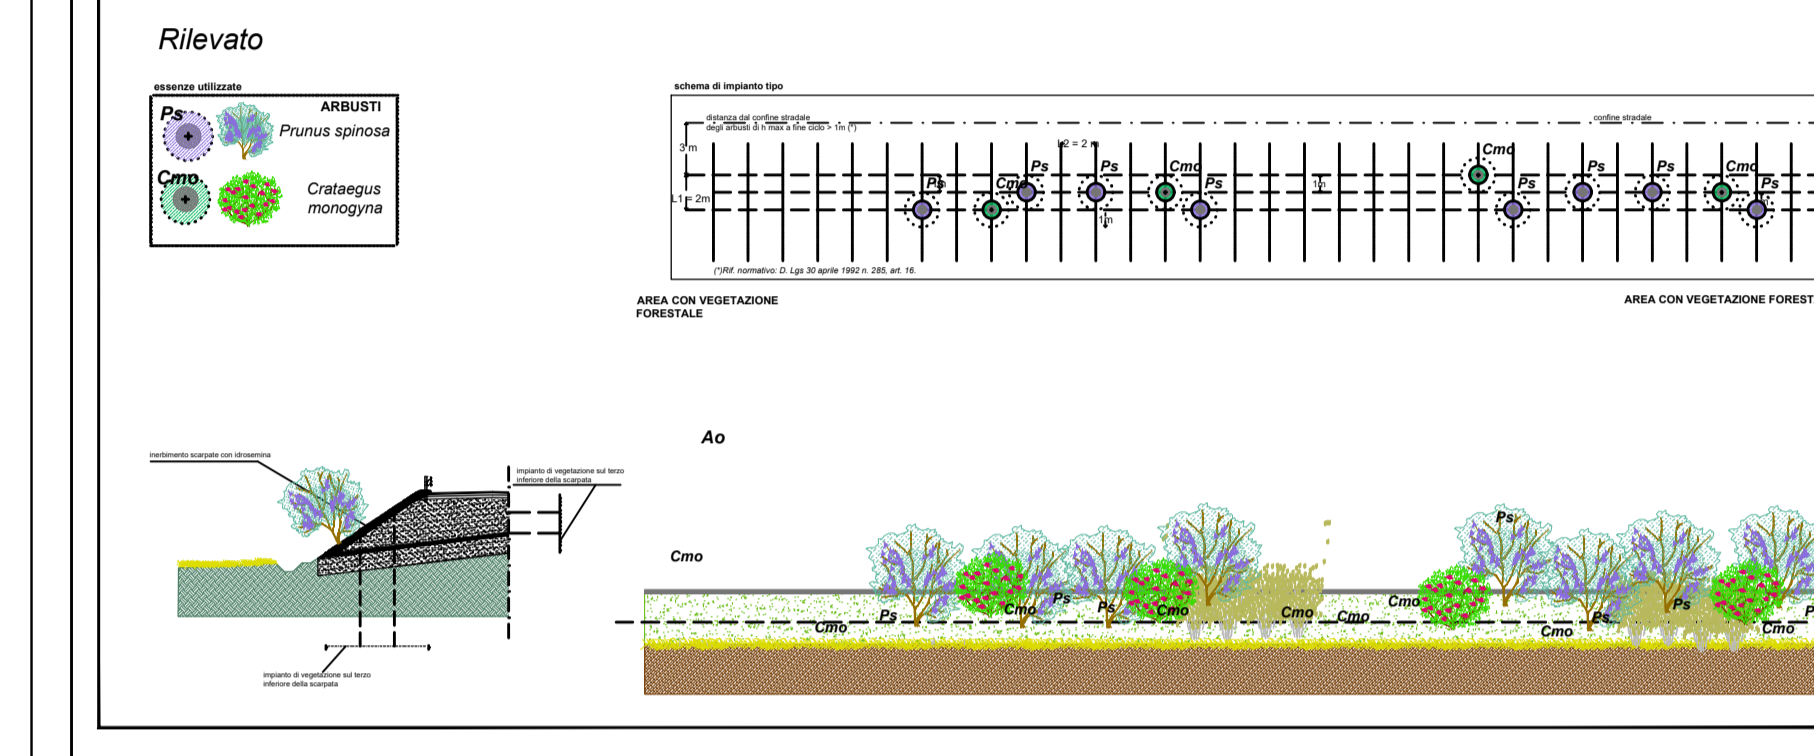 Rilevato
essenze utilizzate
ARBUSTI
Ps
Prunus spinosa
Cmo
Crataegus
monogyna
schema di impianto tipo
distanza dal confine stradale
degli arbusti di h max a fine ciclo > 1m (*)
confine stradale
3 m
L2 = 2 m
L1 = 2m
Ps
Cmo
Ps
Ps
Cmo
Ps
1m
1m
Cmo
Ps
Ps
Ps
Cmo
Ps
(*)Rif. normativo: D. Lgs 30 aprile 1992 n. 285, art. 16.
AREA CON VEGETAZIONE
FORESTALE
AREA CON VEGETAZIONE FOREST
Ao
inerbimento scarpate con idrosemina
impianto di vegetazione sul terzo
inferiore della scarpata
impianto di vegetazione sul terzo
inferiore della scarpata
Cmo
Cmo
Ps
Cmo
Ps
Ps
Cmo
Cmo
Cmo
Cmo
Ps
Cmo
Ps
Ps
Cmo
P